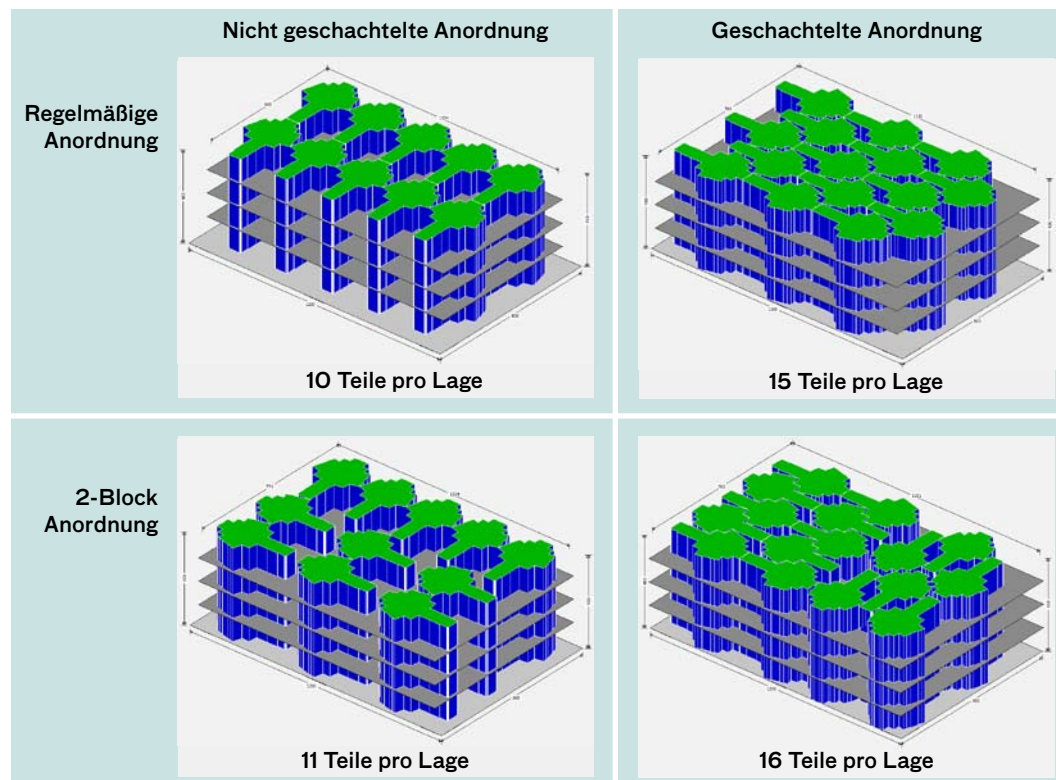 Nicht geschachtelte Anordnung
Geschachtelte Anordnung
Regelmäßige
Anordnung
10 Teile pro Lage
15 Teile pro Lage
2-Block
Anordnung
11 Teile pro Lage
16 Teile pro Lage